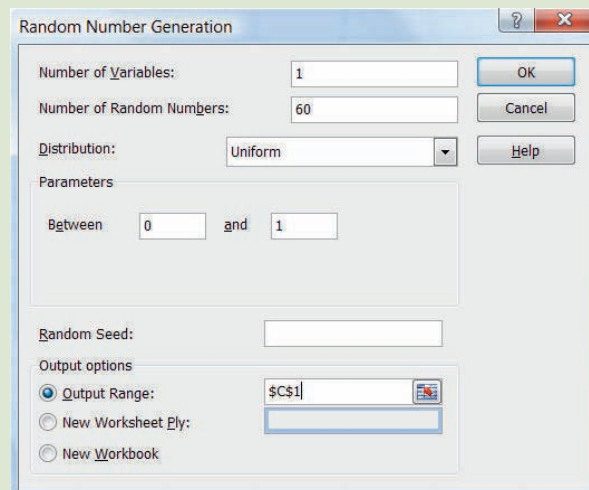 Random Number Generation
? X
Number of Variables: 1 OK
Number of Random Numbers: 60 Cancel
Distribution: Uniform Help
Parameters
Between 0 and 1
Random Seed:
Output options
Output Range: $C$1
New Worksheet Ply:
New Workbook